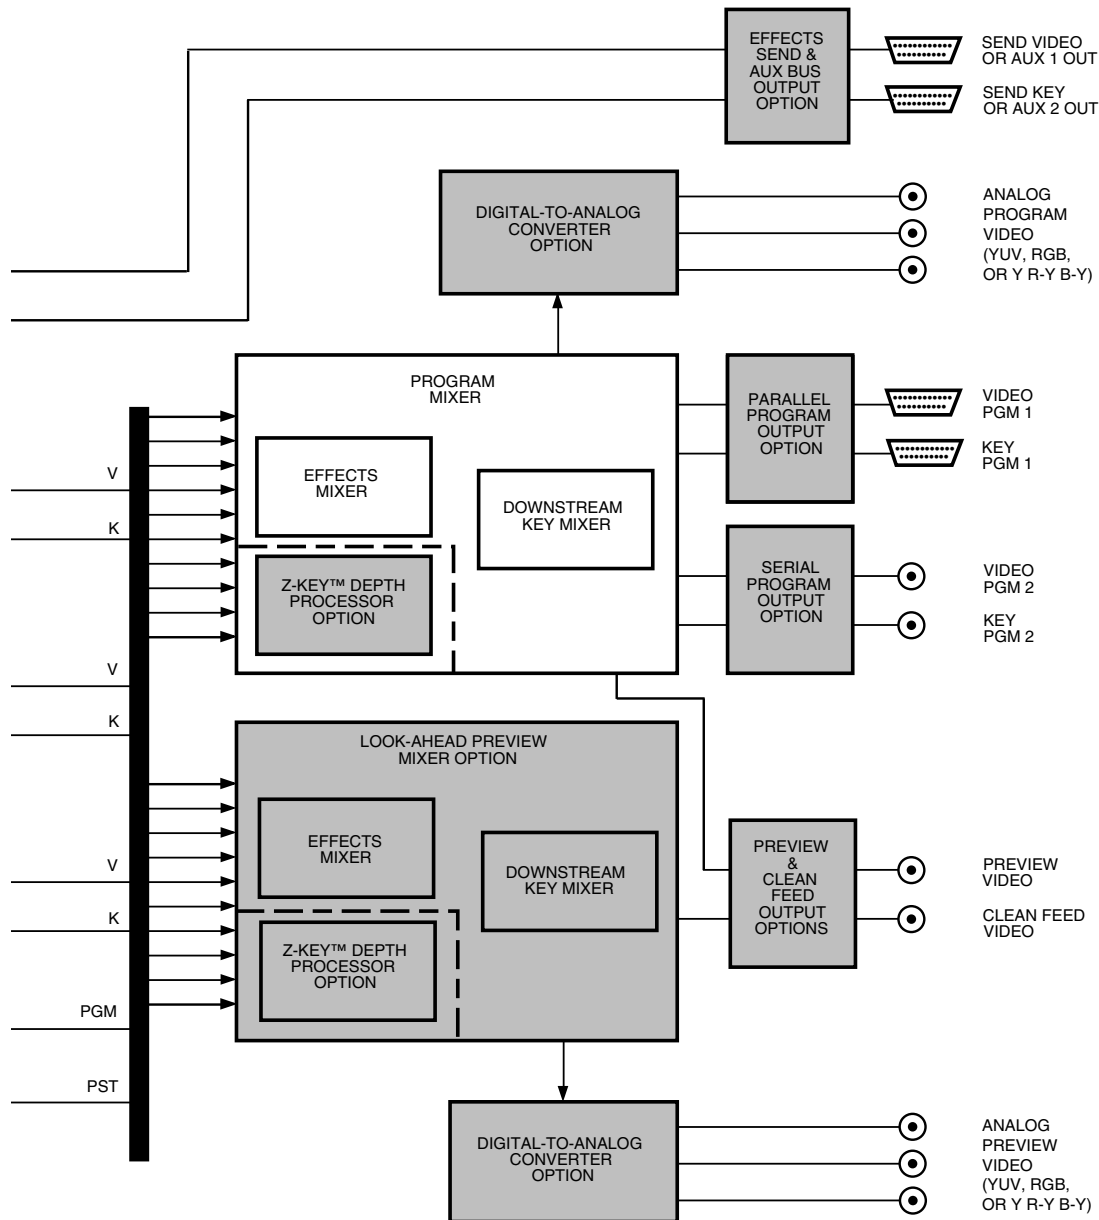 EFFECTS
SEND &
AUX BUS
OUTPUT
OPTION
SEND VIDEO
OR AUX 1 OUT
SEND KEY
OR AUX 2 OUT
DIGITAL-TO-ANALOG
CONVERTER
OPTION
ANALOG
PROGRAM
VIDEO
(YUV, RGB,
OR Y R-Y B-Y)
PROGRAM
MIXER
EFFECTS
MIXER
DOWNSTREAM
KEY MIXER
Z-KEY™ DEPTH
PROCESSOR
OPTION
PARALLEL
PROGRAM
OUTPUT
OPTION
VIDEO
PGM 1
KEY
PGM 1
SERIAL
PROGRAM
OUTPUT
OPTION
VIDEO
PGM 2
KEY
PGM 2
V
K
V
K
V
K
PGM
PST
LOOK-AHEAD PREVIEW
MIXER OPTION
EFFECTS
MIXER
DOWNSTREAM
KEY MIXER
Z-KEY™ DEPTH
PROCESSOR
OPTION
PREVIEW
&
CLEAN
FEED
OUTPUT
OPTIONS
PREVIEW
VIDEO
CLEAN FEED
VIDEO
DIGITAL-TO-ANALOG
CONVERTER
OPTION
ANALOG
PREVIEW
VIDEO
(YUV, RGB,
OR Y R-Y B-Y)